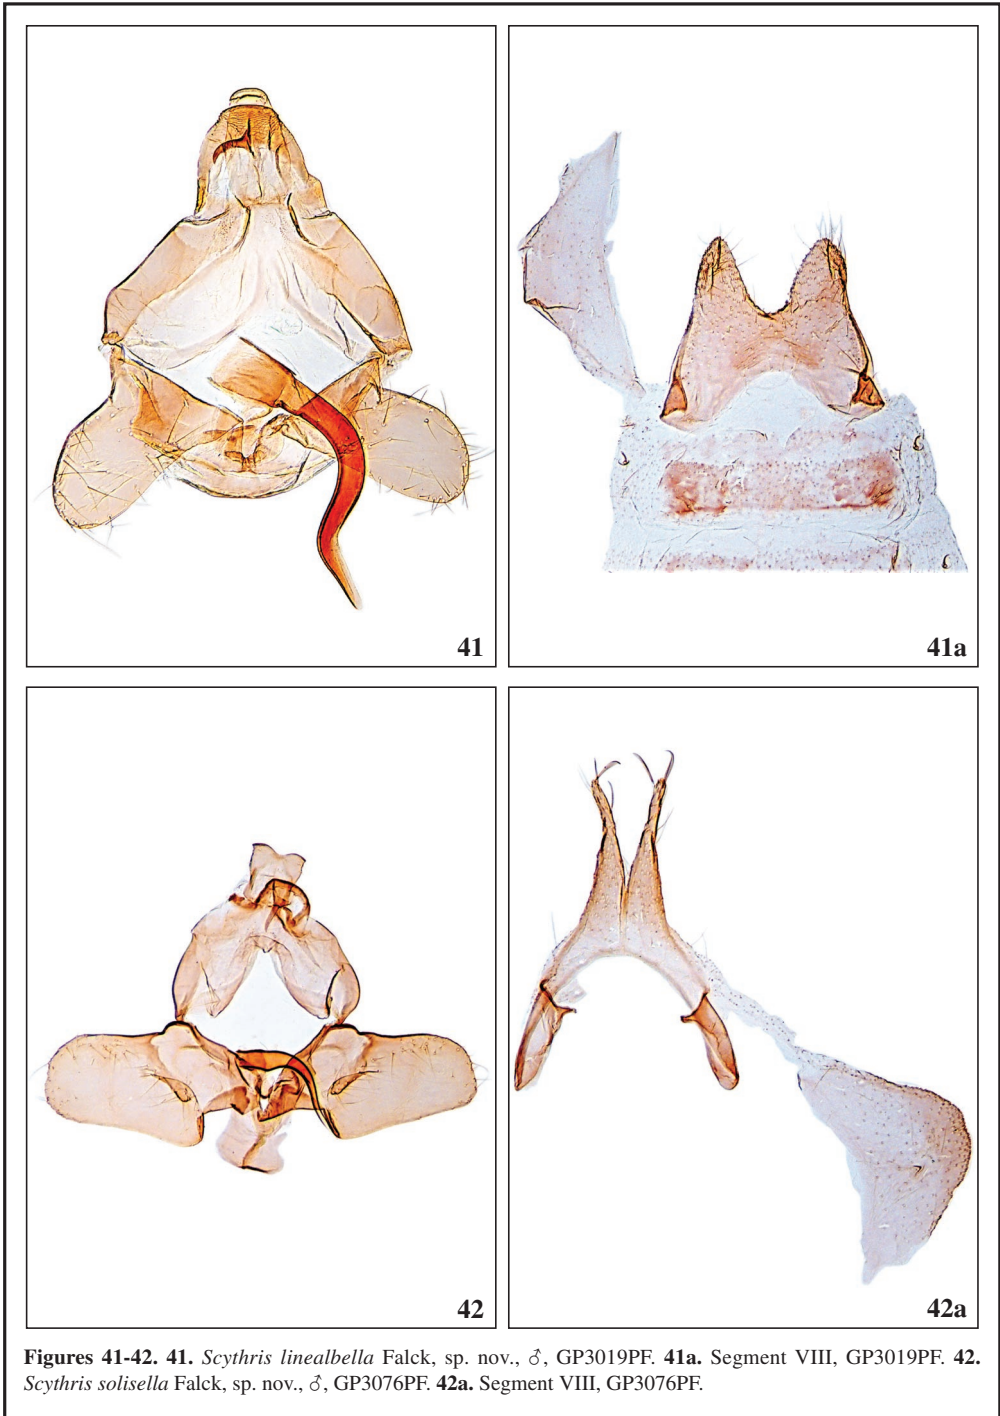 41
41a
42
42a
Figures 41-42. 41. Scythris linealbella Falck, sp. nov., ♂, GP3019PF. 41a. Segment VIII, GP3019PF. 42.
Scythris solisella Falck, sp. nov., ♂, GP3076PF. 42a. Segment VIII, GP3076PF.